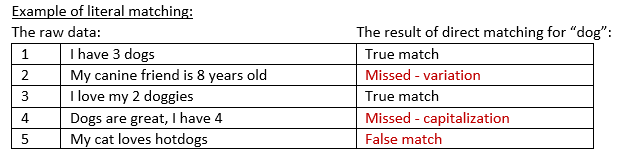 Example of literal matching:
The raw data: The result of direct matching for “dog”:
1 I have 3 dogs True match
2 My canine friend is 8 years old Missed - variation
3 I love my 2 doggies True match
4 Dogs are great, I have 4 Missed - capitalization
5 My cat loves hotdogs False match